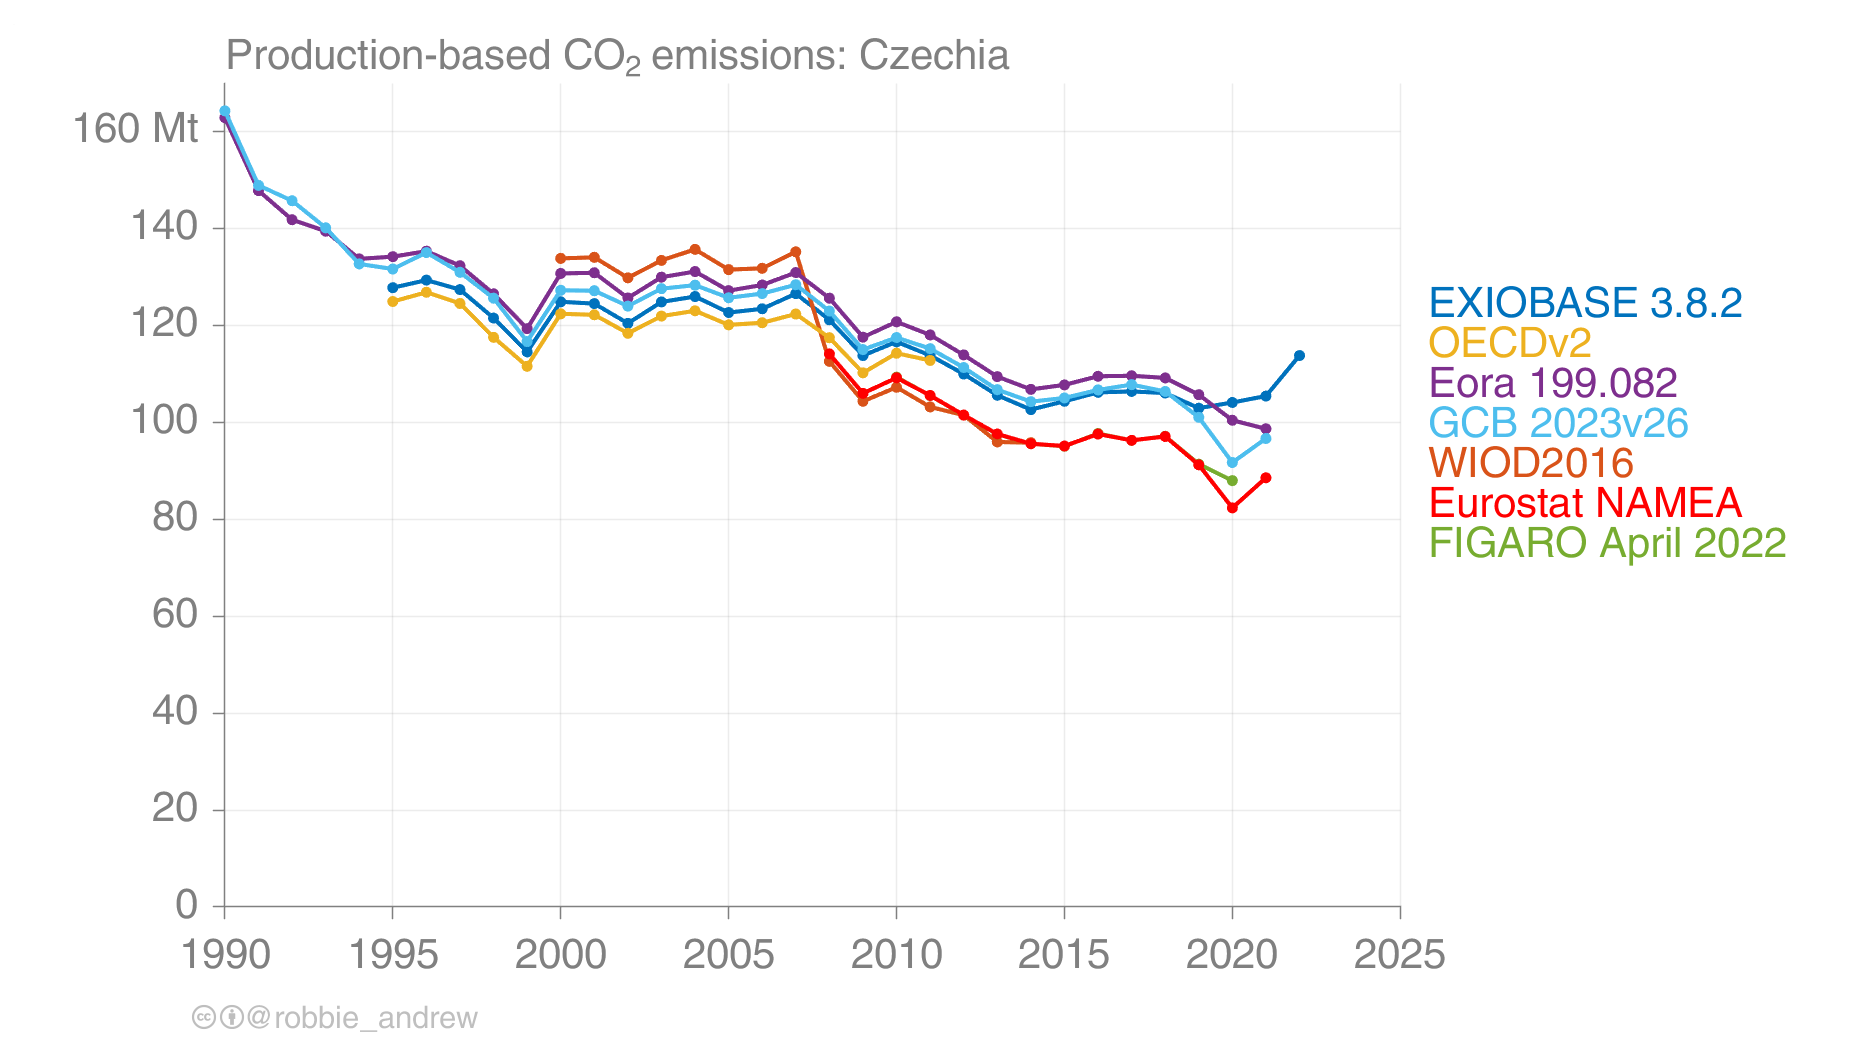 Production-based CO₂ emissions: Czechia
160 Mt
140
120
100
80
60
40
20
0
1990 1995 2000 2005 2010 2015 2020 2025
EXIOBASE 3.8.2
OECDv2
Eora 199.082
GCB 2023v26
WIOD2016
Eurostat NAMEA
FIGARO April 2022
cc @robbie_andrew